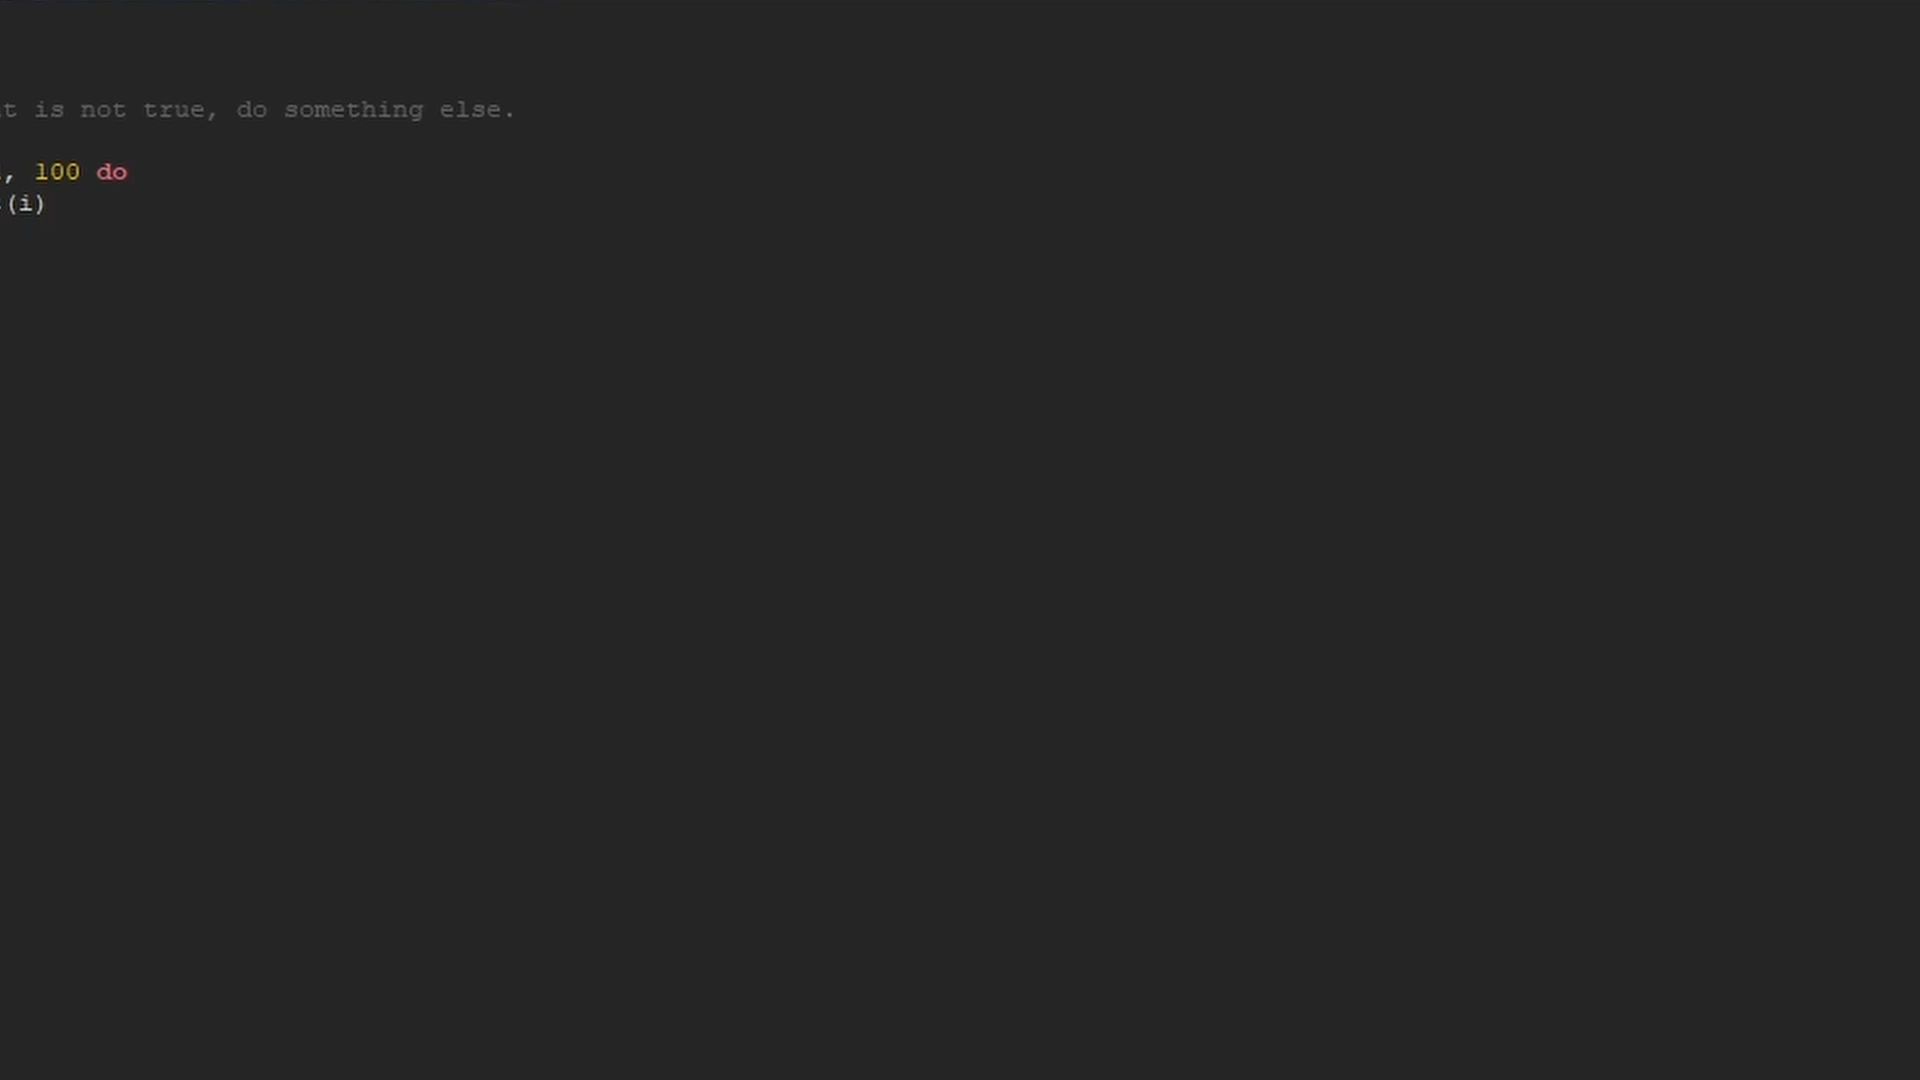 t is not true, do something else.
, 100 do
(i)